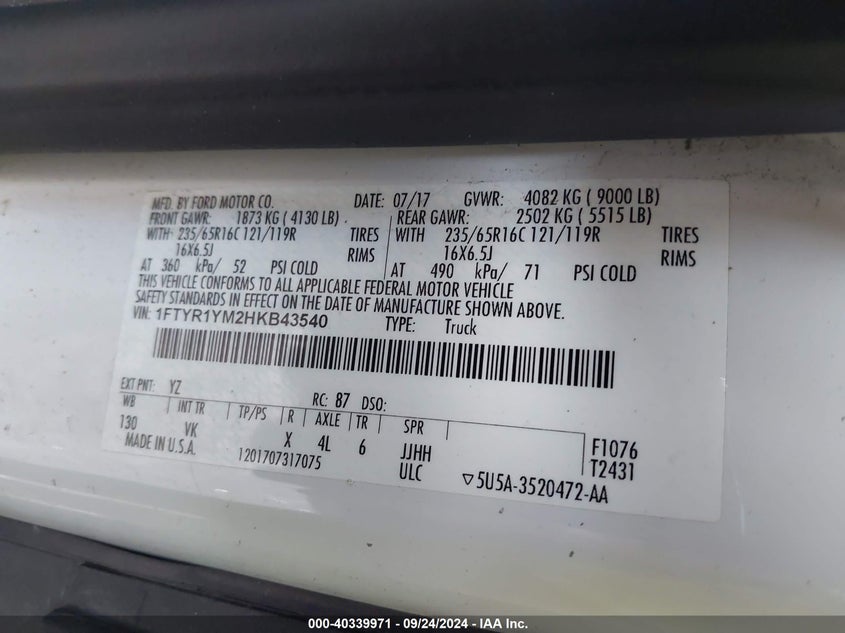 MFD. BY FORD MOTOR CO. DATE: 07/17 GVWR: 4082 KG ( 9000 LB)
FRONT GAWR: 1873 KG ( 4130 LB) REAR GAWR: 2502 KG ( 5515 LB)
WITH 235/65R16C 121/119R TIRES WITH 235/65R16C 121/119R TIRES
16X6.5J RIMS 16X6.5J RIMS
AT 360 kPa/ 52 PSI COLD AT 490 kPa/ 71 PSI COLD
THIS VEHICLE CONFORMS TO ALL APPLICABLE FEDERAL MOTOR VEHICLE
SAFETY STANDARDS IN EFFECT ON THE DATE OF MANUFACTURE SHOWN ABOVE.
VIN: 1FTYR1YM2HKB43540 TYPE: Truck
EXT PNT: YZ RC: 87 DSO:
WB INT TR TP/PS R AXLE TR SPR
130 VK X 4L 6 JJHH F1076
MADE IN U.S.A. 1201707317075 ULC T2431
▽5U5A-3520472-AA
000-40339971 - 09/24/2024 - IAA Inc.